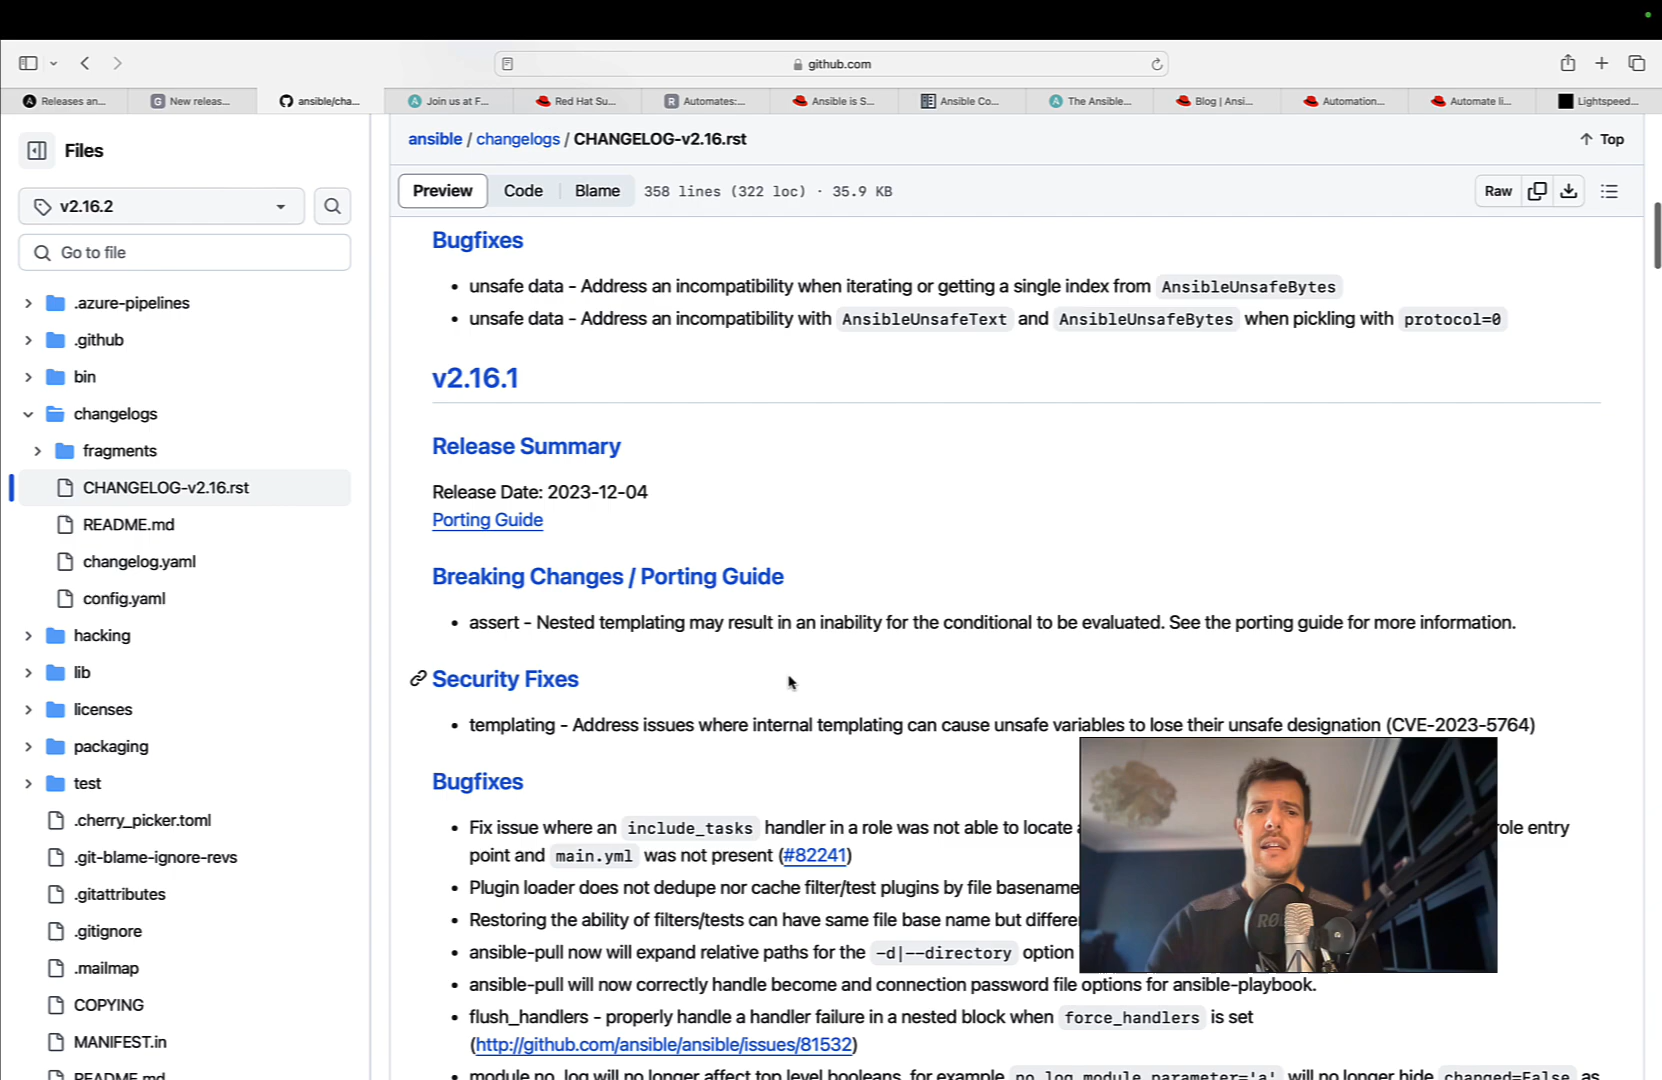 github.com
Releases an...
New releas...
ansible/cha...
Join us at F...
Red Hat Su...
Automates:...
Ansible is S...
Ansible Co...
The Ansible...
Blog | Ansi...
Automation...
Automate li...
Lightspeed...
Files
ansible / changelogs / CHANGELOG-v2.16.rst
Top
v2.16.2
Preview
Code
Blame
358 lines (322 loc) · 35.9 KB
Raw
Go to file
.azure-pipelines
.github
bin
changelogs
fragments
CHANGELOG-v2.16.rst
README.md
changelog.yaml
config.yaml
hacking
lib
licenses
packaging
test
.cherry_picker.toml
.git-blame-ignore-revs
.gitattributes
.gitignore
.mailmap
COPYING
MANIFEST.in
README.md
Bugfixes
• unsafe data - Address an incompatibility when iterating or getting a single index from AnsibleUnsafeBytes
• unsafe data - Address an incompatibility with AnsibleUnsafeText and AnsibleUnsafeBytes when pickling with protocol=0
v2.16.1
Release Summary
Release Date: 2023-12-04
Porting Guide
Breaking Changes / Porting Guide
• assert - Nested templating may result in an inability for the conditional to be evaluated. See the porting guide for more information.
Security Fixes
• templating - Address issues where internal templating can cause unsafe variables to lose their unsafe designation (CVE-2023-5764)
Bugfixes
• Fix issue where an include_tasks handler in a role was not able to locate role entry
point and main.yml was not present (#82241)
• Plugin loader does not dedupe nor cache filter/test plugins by file basename
• Restoring the ability of filters/tests can have same file base name but differe
• ansible-pull now will expand relative paths for the -d|--directory option
• ansible-pull will now correctly handle become and connection password file options for ansible-playbook.
• flush_handlers - properly handle a handler failure in a nested block when force_handlers is set
(http://github.com/ansible/ansible/issues/81532)
• module no_log will no longer affect top level booleans, for example no_log_module_parameter='a' will no longer hide changed=False as